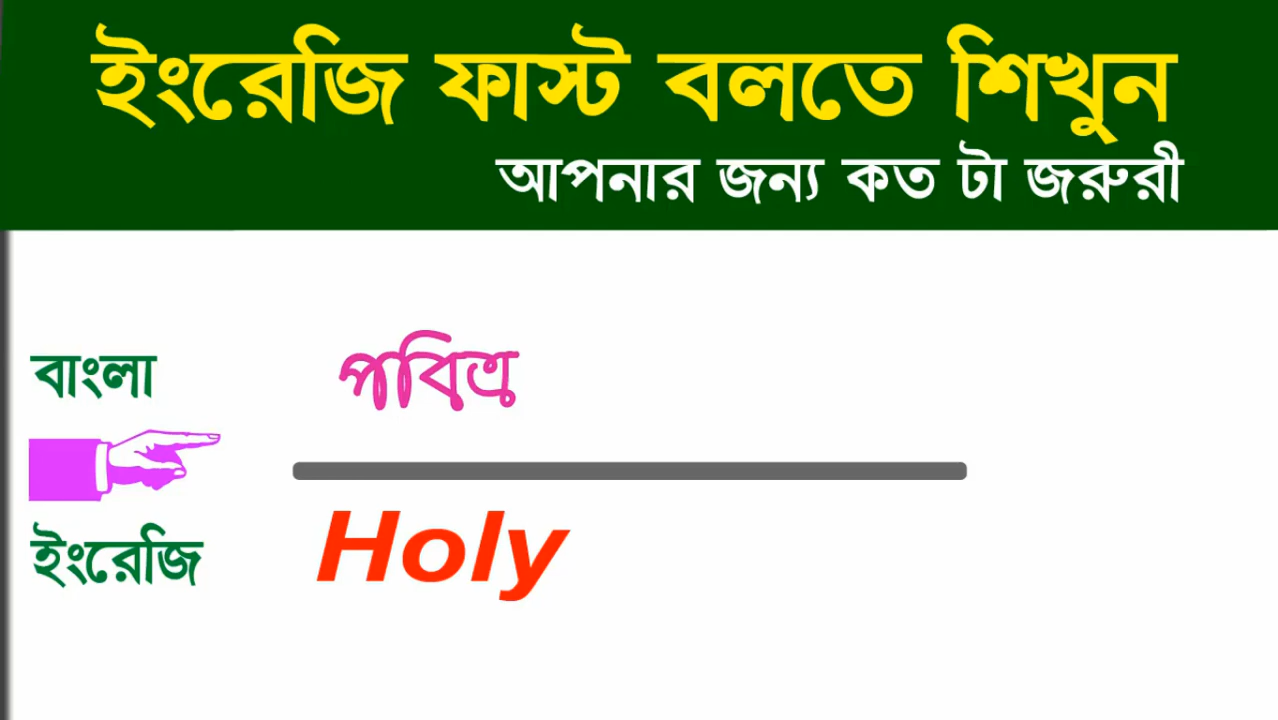 ইংরেজি ফাস্ট বলতে শিখুন
আপনার জন্য কত টা জরুরী
বাংলা
পবিত্র
ইংরেজি
Holy